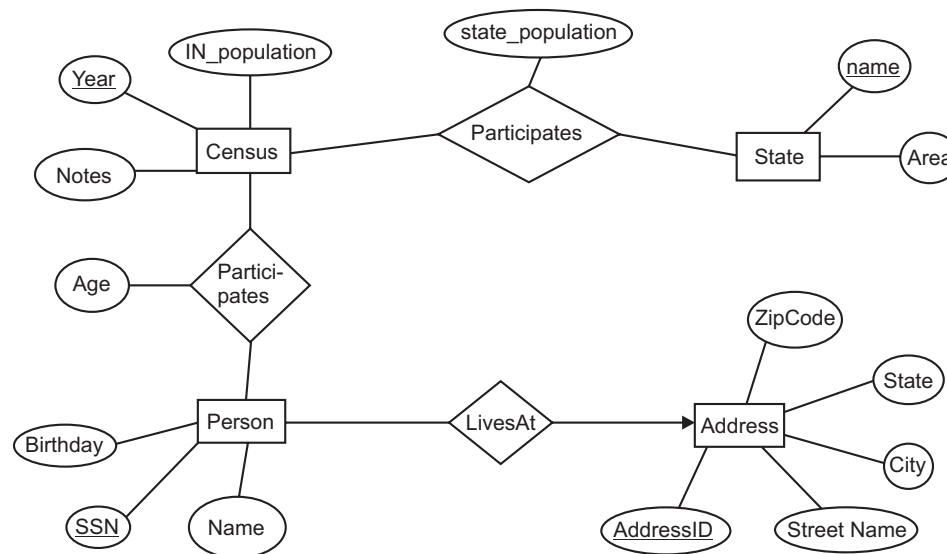 state_population
IN_population
Year
name
Participates
Census
State
Area
Notes
Partici-
pates
Age
ZipCode
State
Person
LivesAt
Address
Birthday
City
SSN
Name
AddressID
Street Name